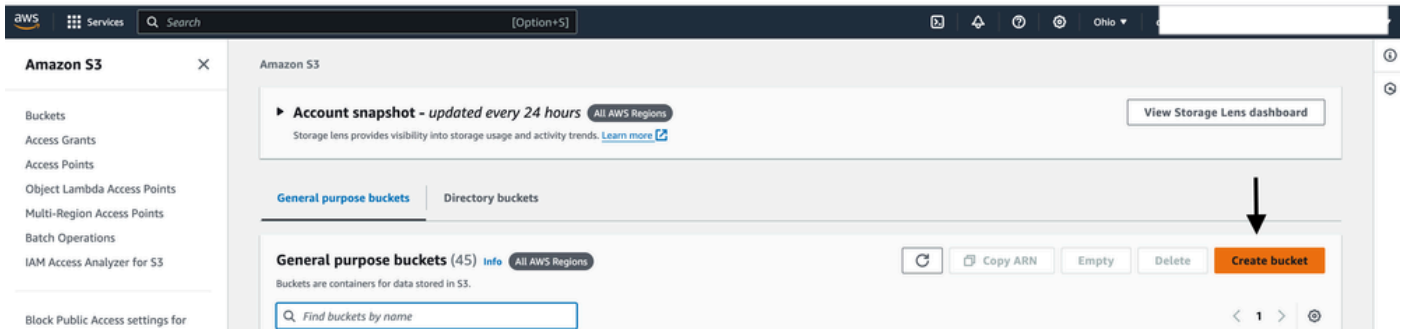 aws Services Search [Option+S] Ohio
Amazon S3
Buckets
Access Grants
Access Points
Object Lambda Access Points
Multi-Region Access Points
Batch Operations
IAM Access Analyzer for S3
Block Public Access settings for
Amazon S3
Account snapshot - updated every 24 hours All AWS Regions
View Storage Lens dashboard
Storage lens provides visibility into storage usage and activity trends. Learn more
General purpose buckets Directory buckets
General purpose buckets (45) Info All AWS Regions
Copy ARN Empty Delete Create bucket
Buckets are containers for data stored in S3.
Find buckets by name
< 1 >